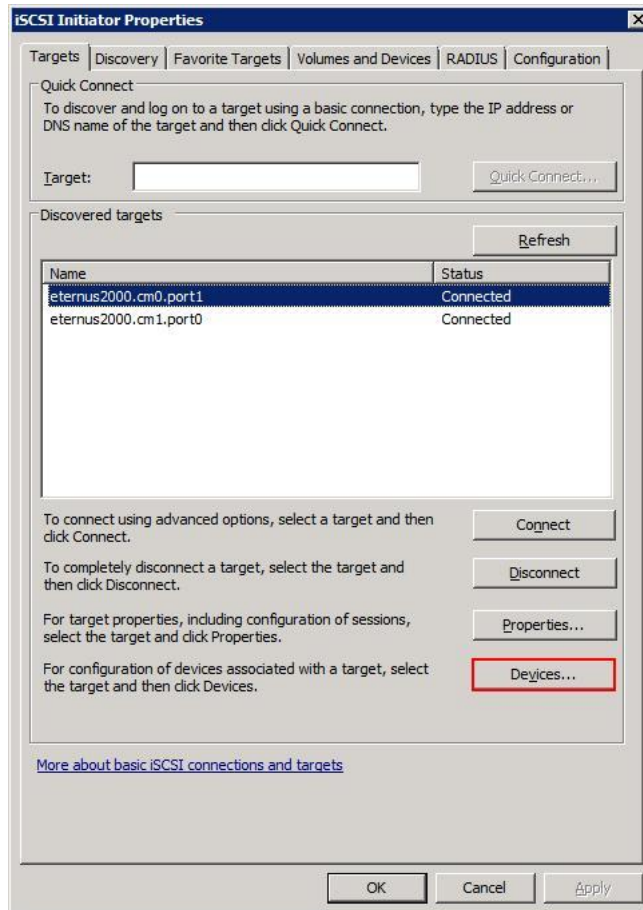 iSCSI Initiator Properties
Targets Discovery Favorite Targets Volumes and Devices RADIUS Configuration
Quick Connect
To discover and log on to a target using a basic connection, type the IP address or
DNS name of the target and then click Quick Connect.
Target: Quick Connect...
Discovered targets
Refresh
Name Status
eternus2000.cm0.port1 Connected
eternus2000.cm1.port0 Connected
To connect using advanced options, select a target and then
click Connect.
Connect
To completely disconnect a target, select the target and
then click Disconnect.
Disconnect
For target properties, including configuration of sessions,
select the target and click Properties.
Properties...
For configuration of devices associated with a target, select
the target and then click Devices.
Devices...
More about basic iSCSI connections and targets
OK Cancel Apply